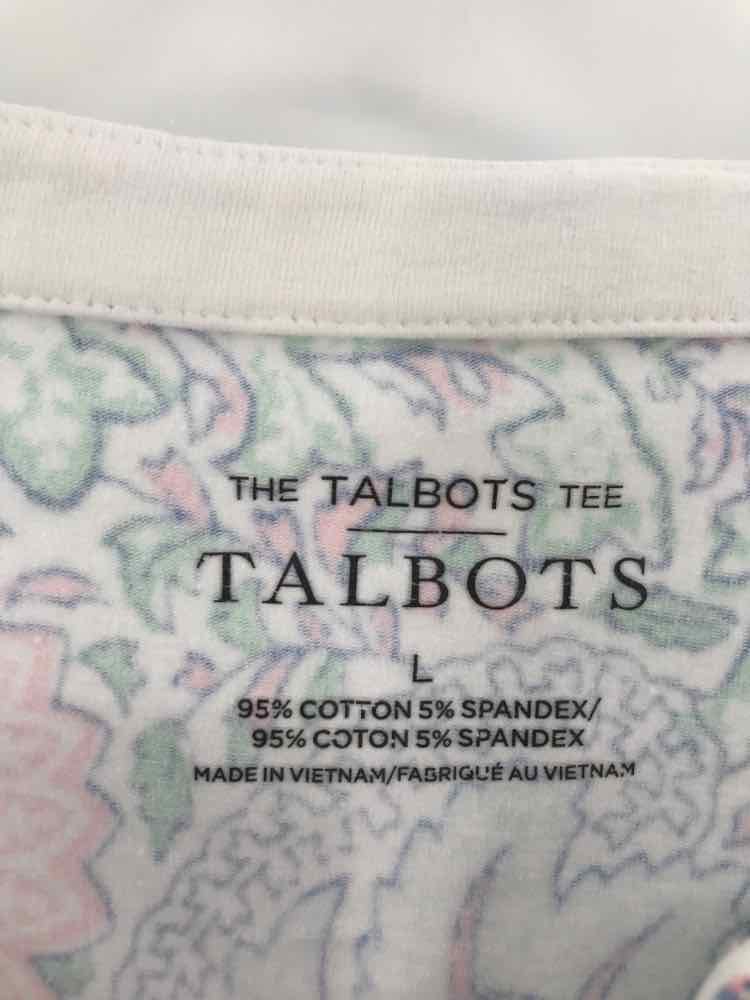 THE TALBOTS TEE
TALBOTS
L
95% COTTON 5% SPANDEX/
95% COTON 5% SPANDEX
MADE IN VIETNAM/FABRIQUÉ AU VIETNAM